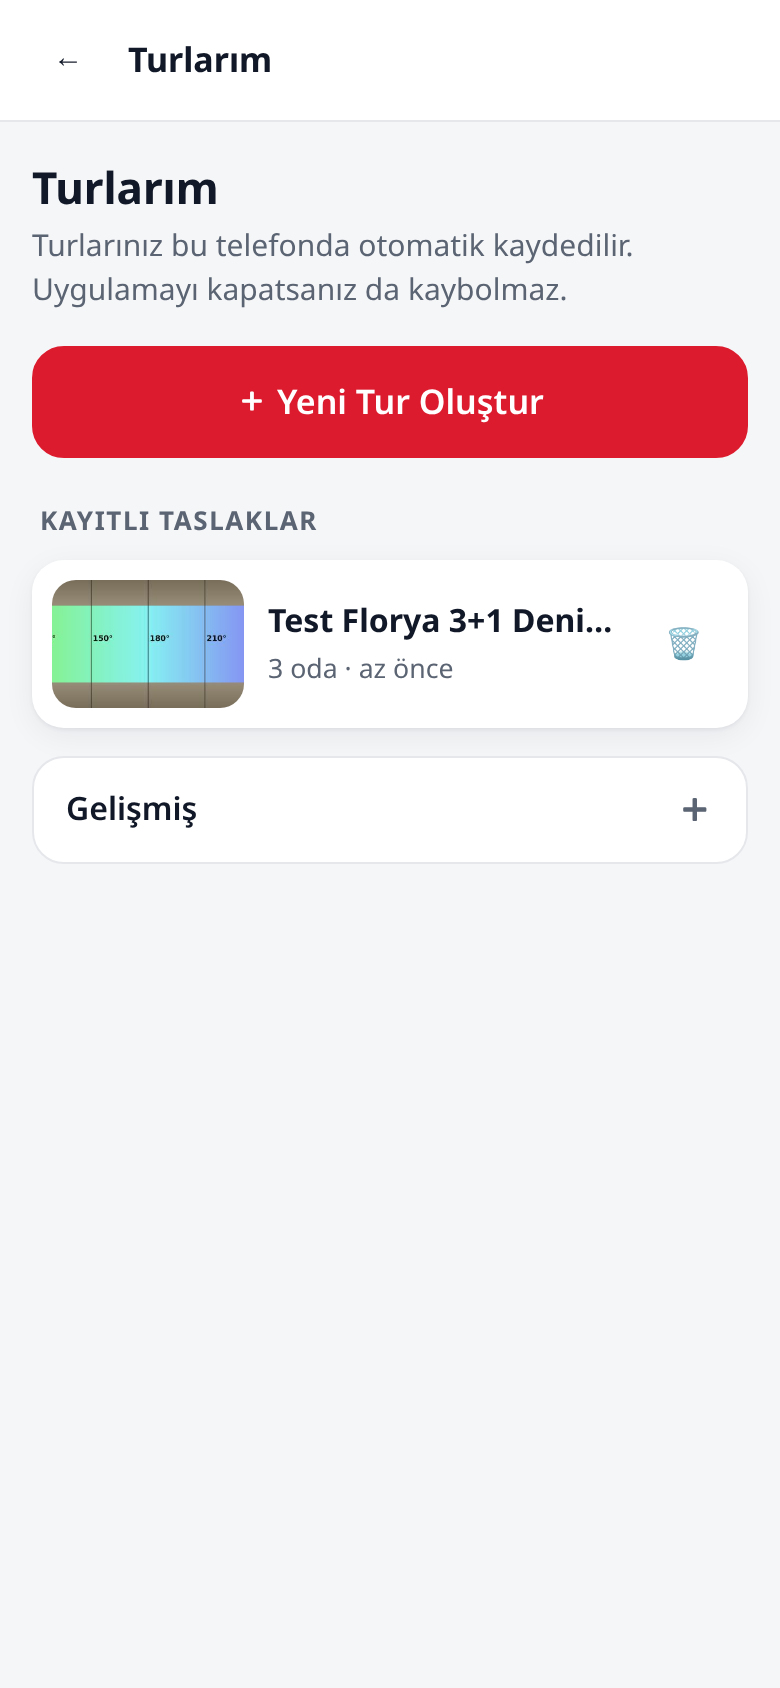 ← Turlarım
Turlarım
Turlarınız bu telefonda otomatik kaydedilir.
Uygulamayı kapatsanız da kaybolmaz.
+ Yeni Tur Oluştur
KAYITLI TASLAKLAR
150° 180° 210°
Test Florya 3+1 Deni...
3 oda · az önce
Gelişmiş +